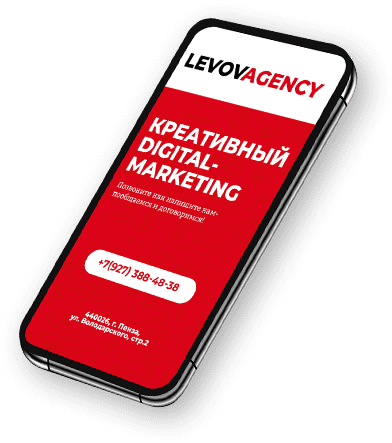 LEVOVAGENCY
КРЕАТИВНЫЙ
DIGITAL-
MARKETING
Позвоните или напишите нам-
пообщаемся и договоримся!
+7(927) 388-48-38
440026, г. Пенза,
ул. Володарского, стр.2